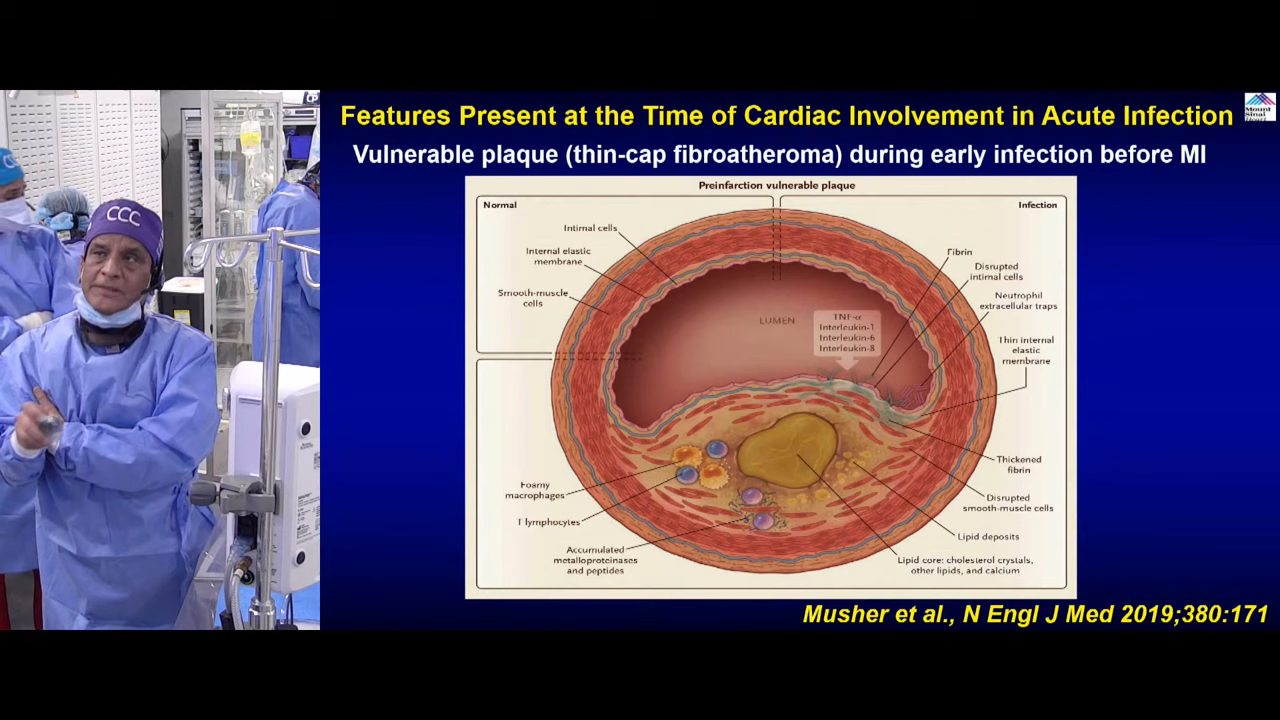 Features Present at the Time of Cardiac Involvement in Acute Infection
Mount
Sinai
Heart
Vulnerable plaque (thin-cap fibroatheroma) during early infection before MI
Preinfarction vulnerable plaque
Normal
Infection
Intimal cells
Internal elastic
membrane
Smooth-muscle
cells
LUMEN
TNF-α
Interleukin-1
Interleukin-6
Interleukin-8
Fibrin
Disrupted
intimal cells
Neutrophil
extracellular traps
Thin internal
elastic
membrane
Thickened
fibrin
Disrupted
smooth-muscle cells
Lipid deposits
Lipid core: cholesterol crystals,
other lipids, and calcium
Foamy
macrophages
T lymphocytes
Accumulated
metalloproteinases
and peptides
Musher et al., N Engl J Med 2019;380:171
CCC
CP